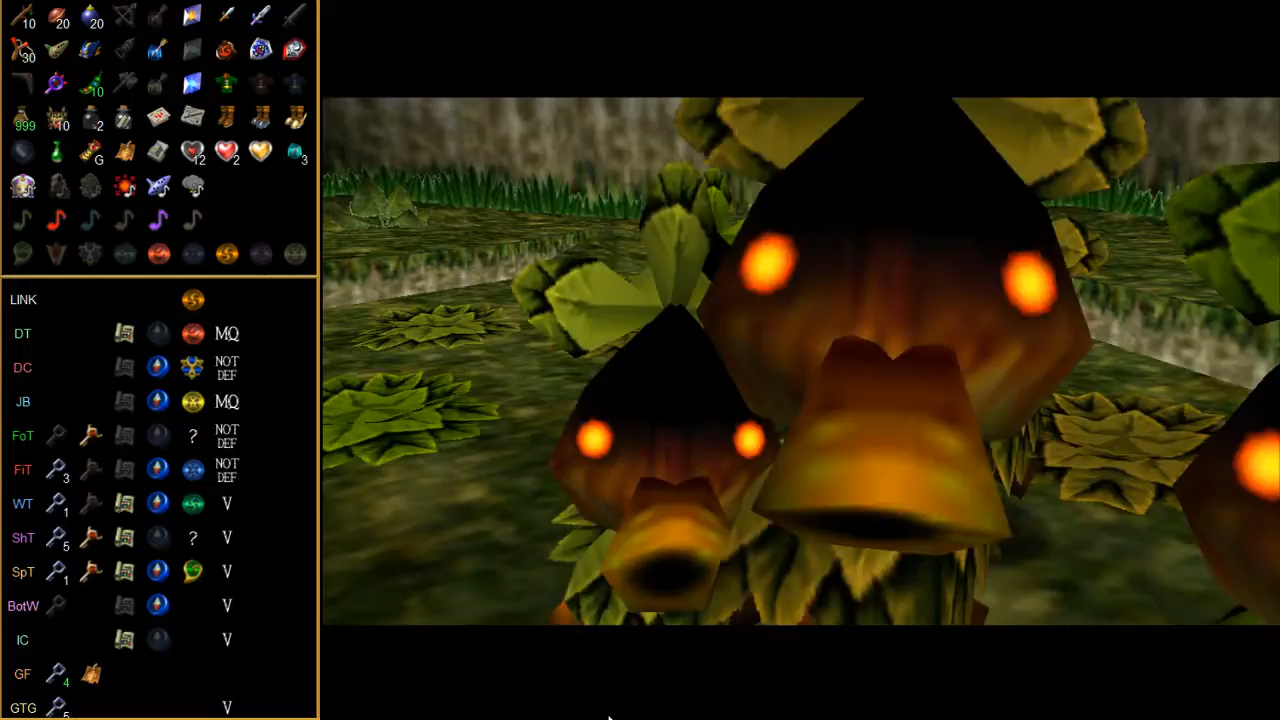 10 20 20
30
10
999 10 2
G 12 2 3
LINK
DT MQ
DC NOT DEF
JB MQ
FoT ? NOT DEF
FiT 3 NOT DEF
WT 1 V
ShT 5 ? V
SpT 1 V
BotW V
IC V
GF 4
GTG 5 V